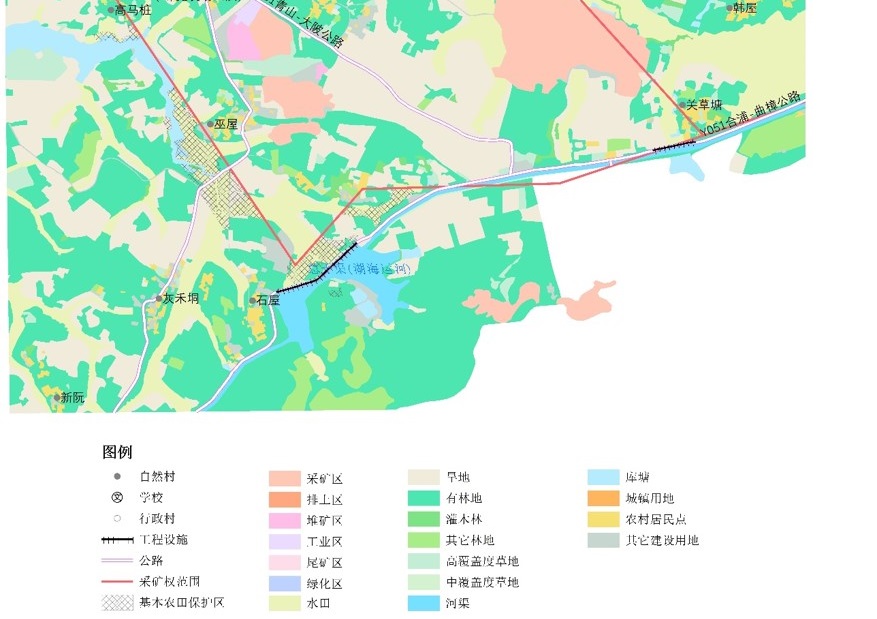 高马桩
韩屋
青山-大陂公路
关草塘
Y051合浦-曲樟公路
巫屋
渠(湖海运河)
灰禾垌
石屋
新阮
图例
自然村
学校
行政村
工程设施
公路
采矿权范围
基本农田保护区
采矿区
排土区
堆矿区
工业区
尾矿区
绿化区
水田
旱地
有林地
灌木林
其它林地
高覆盖度草地
中覆盖度草地
河渠
库塘
城镇用地
农村居民点
其它建设用地